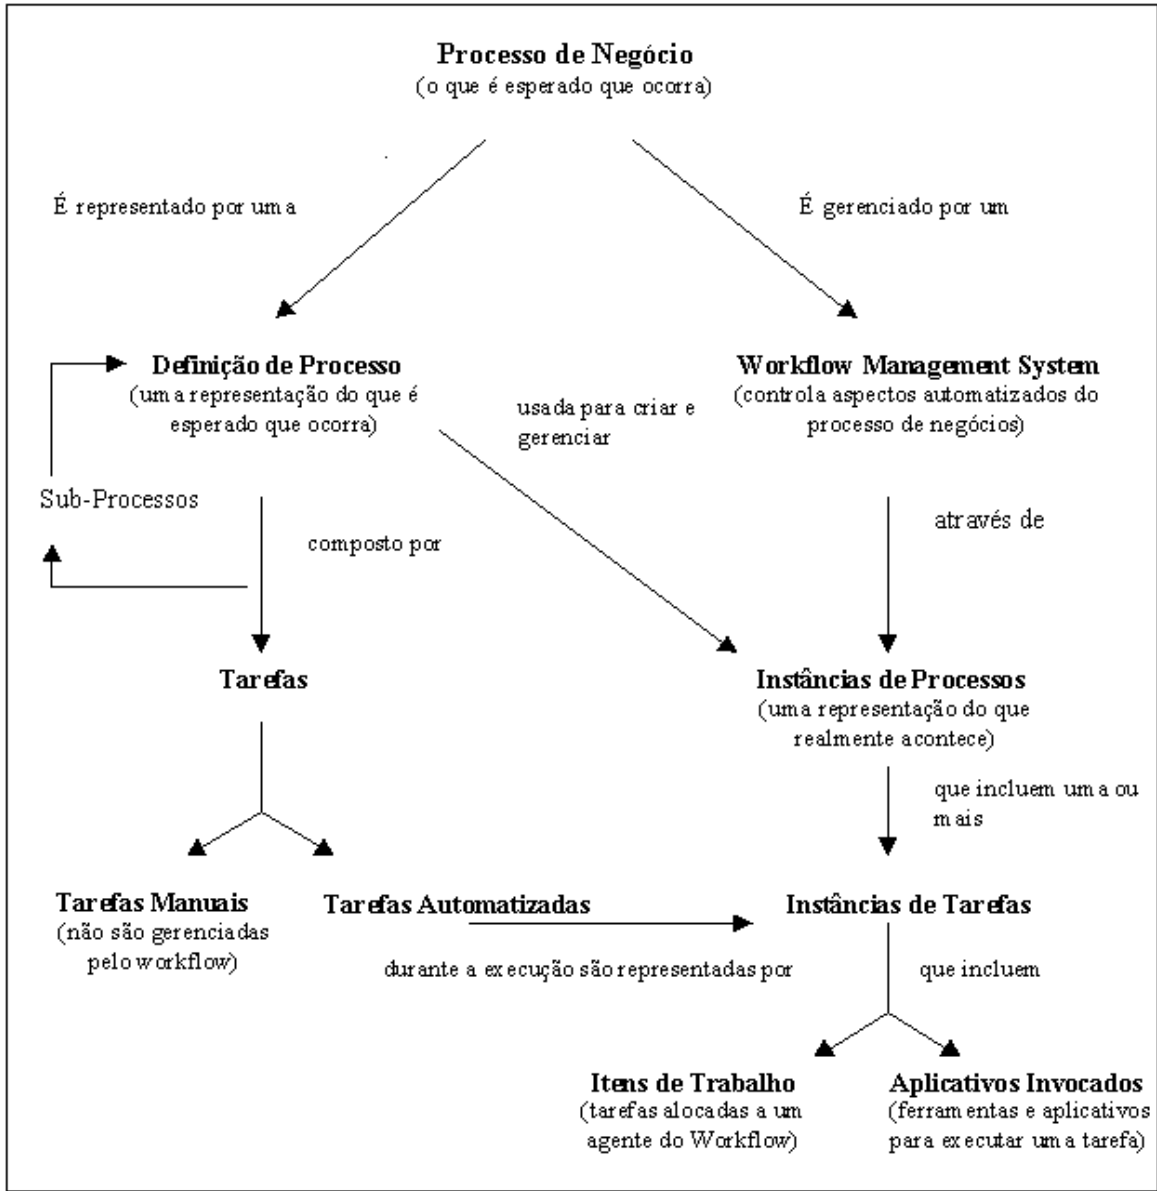 Processo de Negócio
(o que é esperado que ocorra)
É representado por uma
É gerenciado por um
Definição de Processo
(uma representação do que é
esperado que ocorra)
usada para criar e
gerenciar
Workflow Management System
(controla aspectos automatizados do
processo de negócios)
Sub-Processos
composto por
através de
Tarefas
Instâncias de Processos
(uma representação do que
realmente acontece)
que incluem uma ou
mais
Tarefas Manuais
(não são gerenciadas
pelo workflow)
Tarefas Automatizadas
Instâncias de Tarefas
durante a execução são representadas por
que incluem
Itens de Trabalho
(tarefas alocadas a um
agente do Workflow)
Aplicativos Invocados
(ferramentas e aplicativos
para executar uma tarefa)